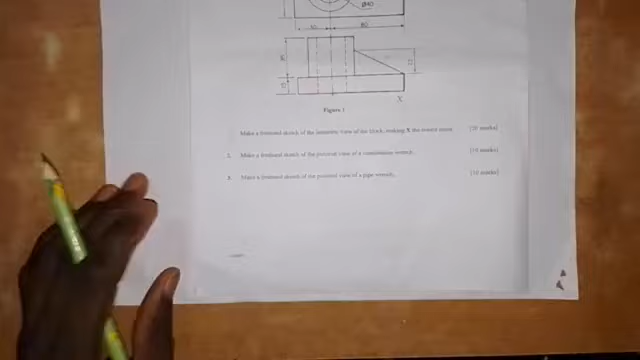 Ø40
80
X
Figure 1
Make a freehand sketch of the isometric view of the block, making X the lowest point. [20 marks]
2. Make a freehand sketch of the pictorial view of a combination wrench. [10 marks]
3. Make a freehand sketch of the pictorial view of a pipe wrench. [10 marks]